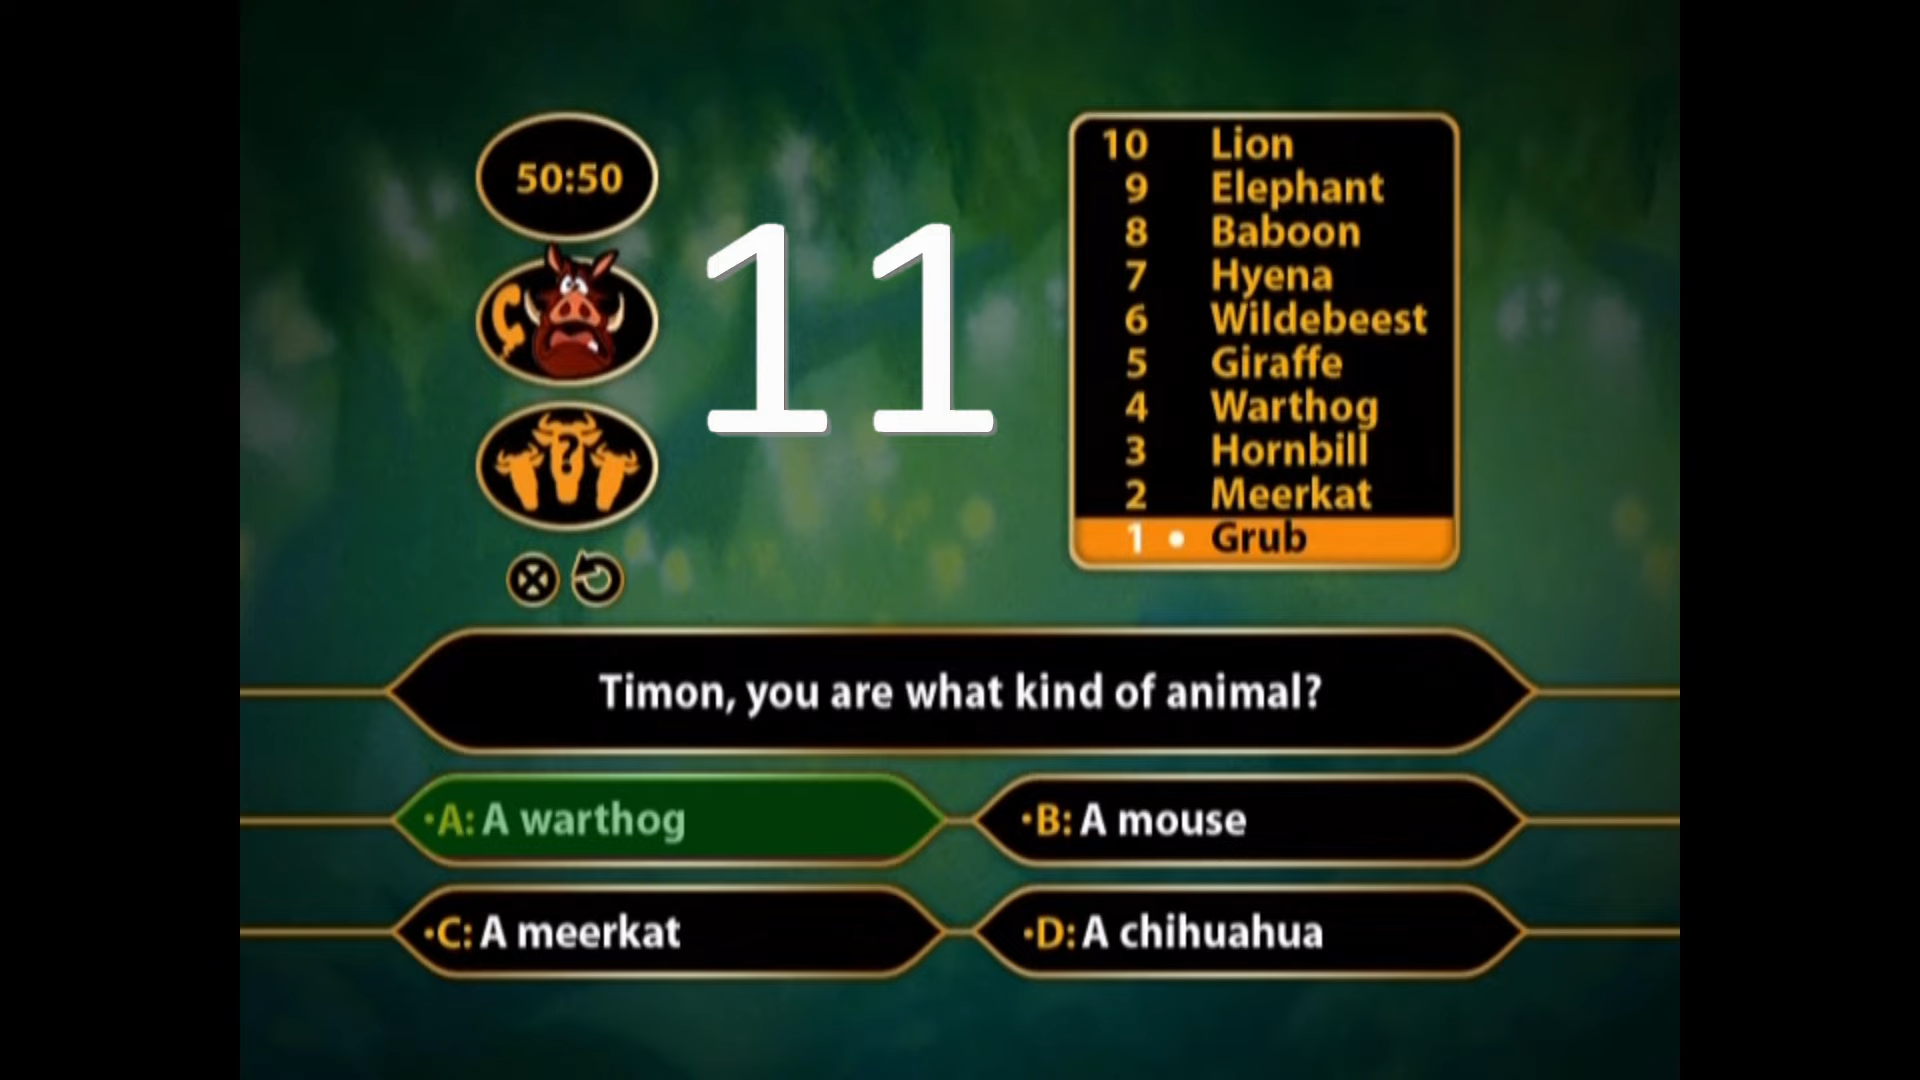 50:50
11
10 Lion
9 Elephant
8 Baboon
7 Hyena
6 Wildebeest
5 Giraffe
4 Warthog
3 Hornbill
2 Meerkat
1 • Grub
?
Timon, you are what kind of animal?
•A: A warthog
•B: A mouse
•C: A meerkat
•D: A chihuahua